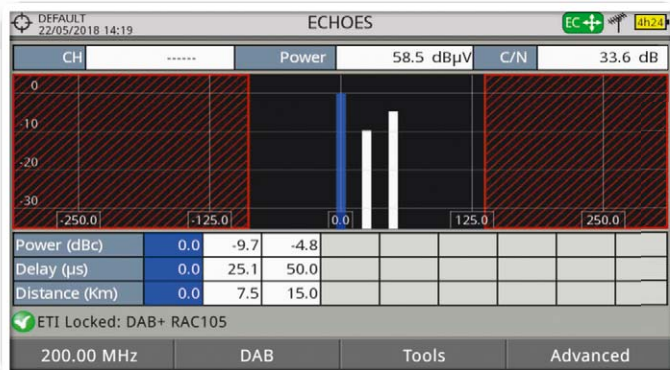 DEFAULT
22/05/2018 14:19
ECHOES
EC
4h24
CH ------ Power 58.5 dBµV C/N 33.6 dB
0
-10
-20
-30
-250.0 -125.0 0.0 125.0 250.0
Power (dBc) 0.0 -9.7 -4.8
Delay (µs) 0.0 25.1 50.0
Distance (Km) 0.0 7.5 15.0
ETI Locked: DAB+ RAC105
200.00 MHz DAB Tools Advanced